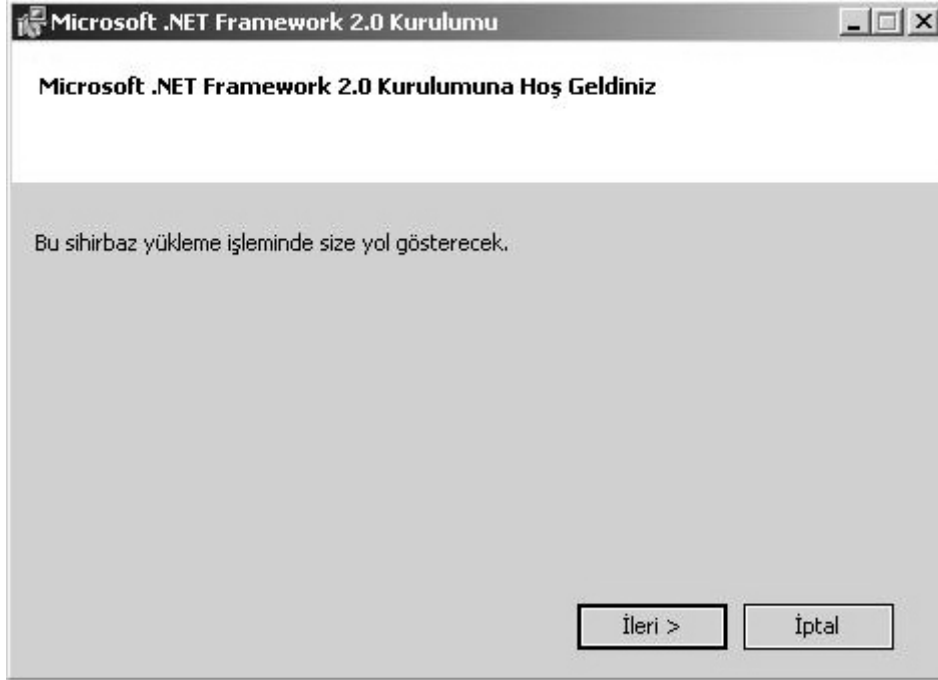 Microsoft .NET Framework 2.0 Kurulumu
Microsoft .NET Framework 2.0 Kurulumuna Hoş Geldiniz
Bu sihirbaz yükleme işleminde size yol gösterecek.
İleri >
İptal